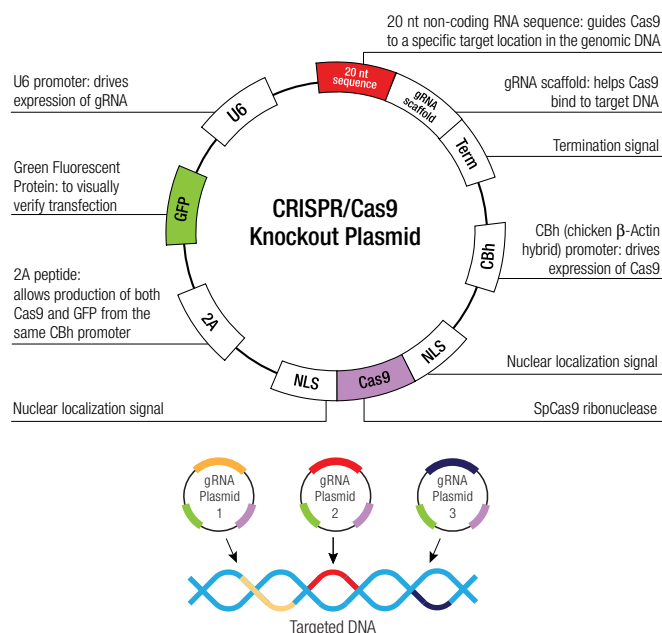 20 nt non-coding RNA sequence: guides Cas9
to a specific target location in the genomic DNA
U6 promoter: drives
expression of gRNA
20 nt
sequence
gRNA
scaffold
gRNA scaffold: helps Cas9
bind to target DNA
U6
Term
Termination signal
Green Fluorescent
Protein: to visually
verify transfection
GFP
CRISPR/Cas9
Knockout Plasmid
CBh
CBh (chicken β-Actin
hybrid) promoter: drives
expression of Cas9
2A peptide:
allows production of both
Cas9 and GFP from the
same CBh promoter
2A
NLS
Cas9
NLS
Nuclear localization signal
Nuclear localization signal
SpCas9 ribonuclease
gRNA
Plasmid
1
gRNA
Plasmid
2
gRNA
Plasmid
3
Targeted DNA